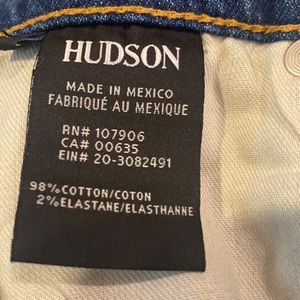 HUDSON
MADE IN MEXICO
FABRIQUÉ AU MEXIQUE
RN# 107906
CA# 00635
EIN# 20-3082491
98% COTTON/COTON
2% ELASTANE/ELASTHANNE